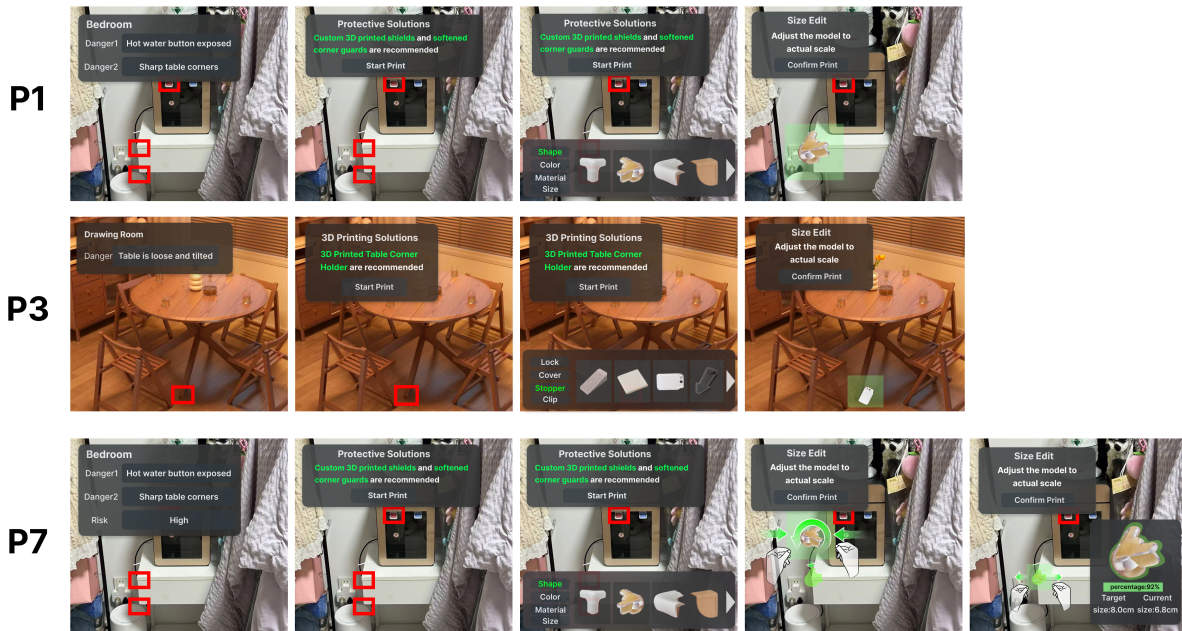 P1
Bedroom
Danger1 Hot water button exposed
Danger2 Sharp table corners
Protective Solutions
Custom 3D printed shields and softened
corner guards are recommended
Start Print
Protective Solutions
Custom 3D printed shields and softened
corner guards are recommended
Start Print
Shape
Color
Material
Size
Size Edit
Adjust the model to
actual scale
Confirm Print
P3
Drawing Room
Danger Table is loose and tilted
3D Printing Solutions
3D Printed Table Corner
Holder are recommended
Start Print
3D Printing Solutions
3D Printed Table Corner
Holder are recommended
Start Print
Lock
Cover
Stopper
Clip
Size Edit
Adjust the model to
actual scale
Confirm Print
P7
Bedroom
Danger1 Hot water button exposed
Danger2 Sharp table corners
Risk High
Protective Solutions
Custom 3D printed shields and softened
corner guards are recommended
Start Print
Protective Solutions
Custom 3D printed shields and softened
corner guards are recommended
Start Print
Shape
Color
Material
Size
Size Edit
Adjust the model to
actual scale
Confirm Print
Size Edit
Adjust the model to
actual scale
Confirm Print
percentage:92%
Target Current
size:8.0cm size:6.8cm